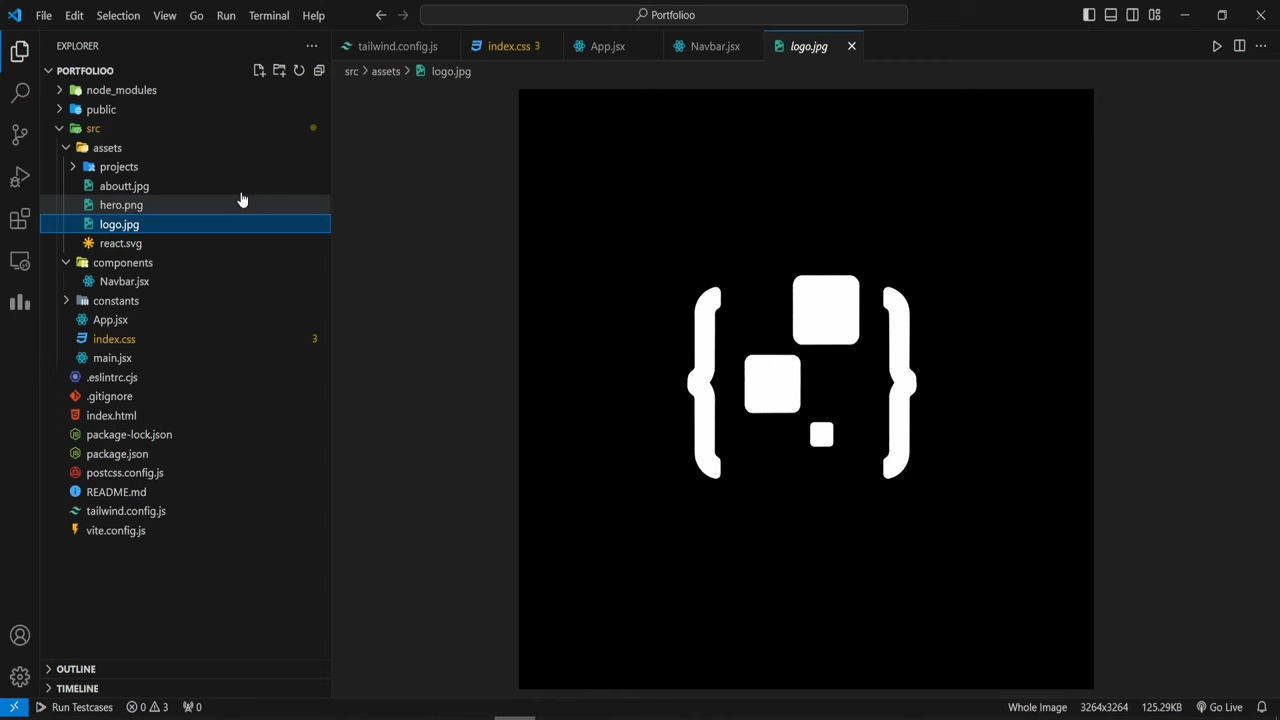 File Edit Selection View Go Run Terminal Help Portfolioo
EXPLORER
tailwind.config.js index.css 3 App.jsx Navbar.jsx logo.jpg
PORTFOLIOO
src > assets > logo.jpg
node_modules
public
src
assets
projects
aboutt.jpg
hero.png
logo.jpg
react.svg
components
Navbar.jsx
constants
App.jsx
index.css 3
main.jsx
.eslintrc.cjs
.gitignore
index.html
package-lock.json
package.json
postcss.config.js
README.md
tailwind.config.js
vite.config.js
OUTLINE
TIMELINE
Run Testcases 0 3 0 Whole Image 3264x3264 125.29KB Go Live